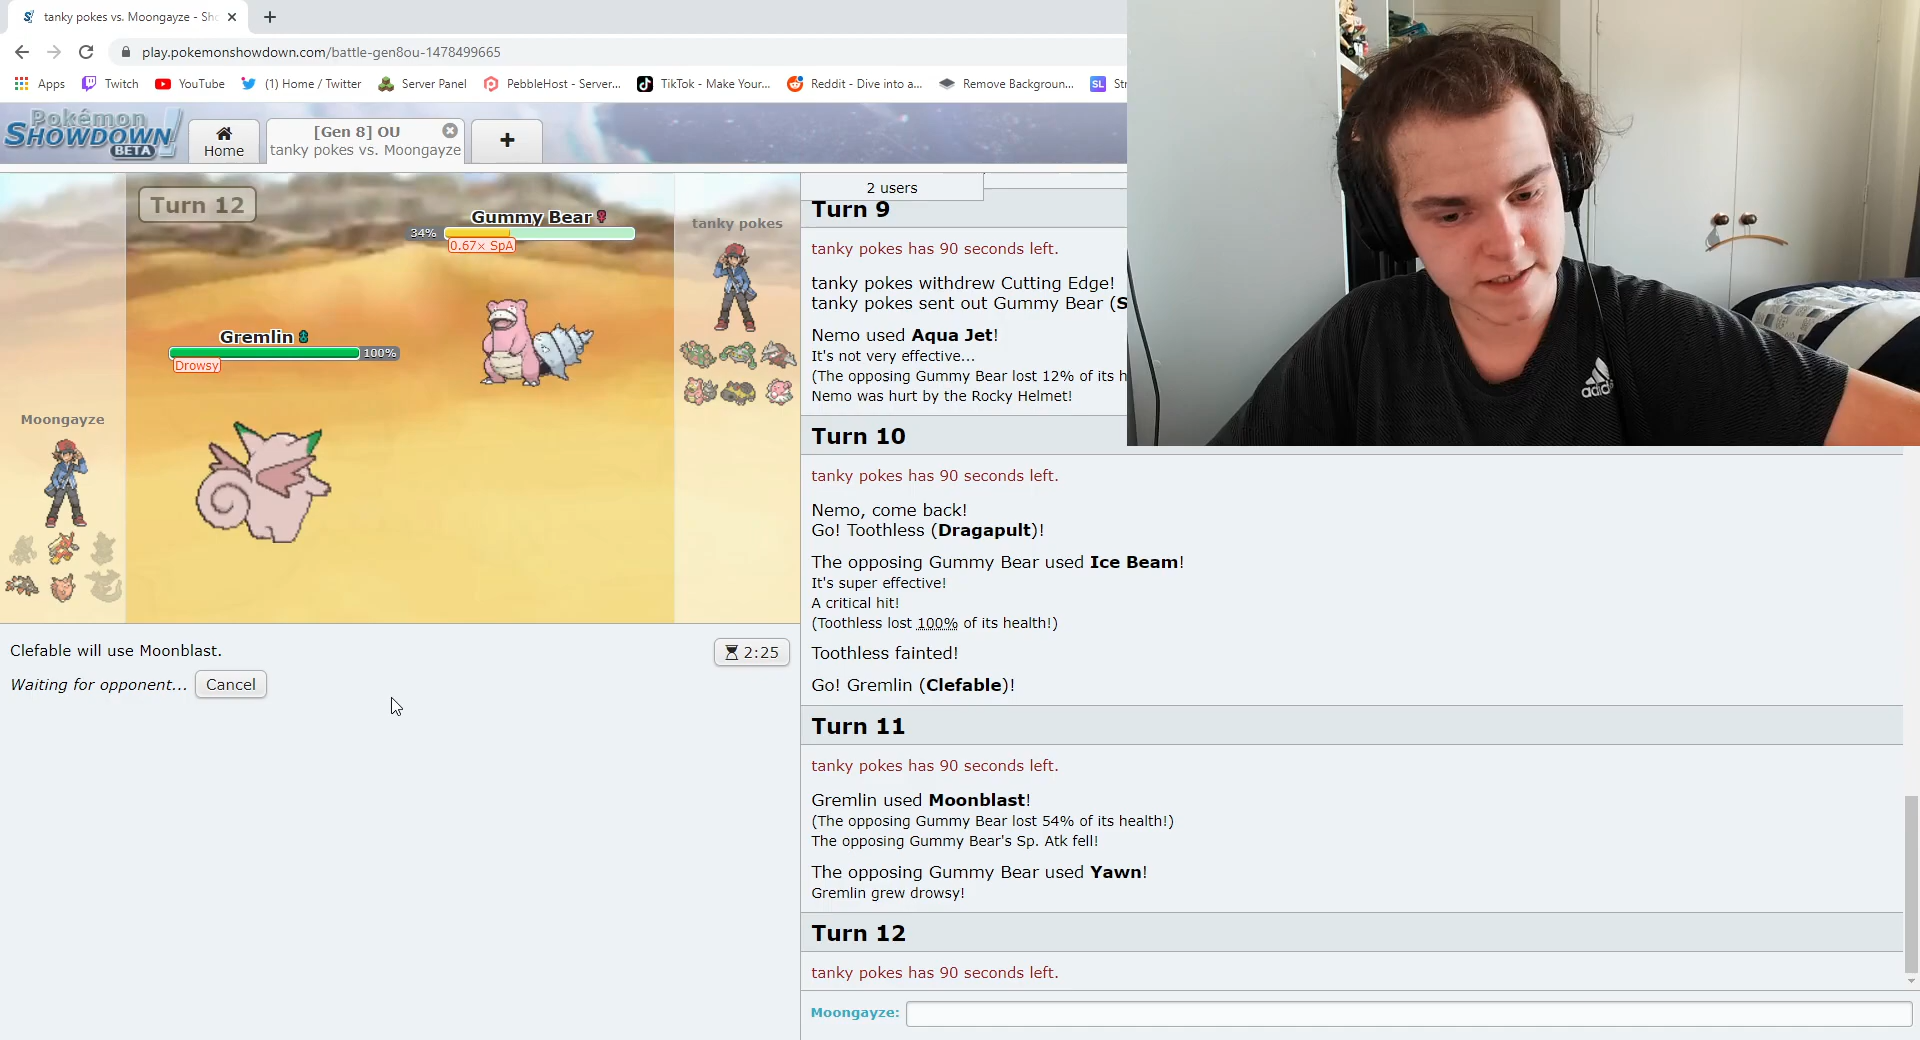 tanky pokes vs. Moongayze - Sho
play.pokemonshowdown.com/battle-gen8ou-1478499665
Apps
Twitch
YouTube
(1) Home / Twitter
Server Panel
PebbleHost - Server...
TikTok - Make Your...
Reddit - Dive into a...
Remove Backgroun...
SL
Str
Pokémon
SHOWDOWN!
BETA
Home
[Gen 8] OU
tanky pokes vs. Moongayze
+
Turn 12
Gummy Bear
34%
0.67× SpA
Gremlin
100%
Drowsy
tanky pokes
Moongayze
Clefable will use Moonblast.
2:25
Waiting for opponent...
Cancel
2 users
Turn 9
tanky pokes has 90 seconds left.
tanky pokes withdrew Cutting Edge!
tanky pokes sent out Gummy Bear (S
Nemo used Aqua Jet!
It's not very effective...
(The opposing Gummy Bear lost 12% of its h
Nemo was hurt by the Rocky Helmet!
Turn 10
tanky pokes has 90 seconds left.
Nemo, come back!
Go! Toothless (Dragapult)!
The opposing Gummy Bear used Ice Beam!
It's super effective!
A critical hit!
(Toothless lost 100% of its health!)
Toothless fainted!
Go! Gremlin (Clefable)!
Turn 11
tanky pokes has 90 seconds left.
Gremlin used Moonblast!
(The opposing Gummy Bear lost 54% of its health!)
The opposing Gummy Bear's Sp. Atk fell!
The opposing Gummy Bear used Yawn!
Gremlin grew drowsy!
Turn 12
tanky pokes has 90 seconds left.
Moongayze:
adidas